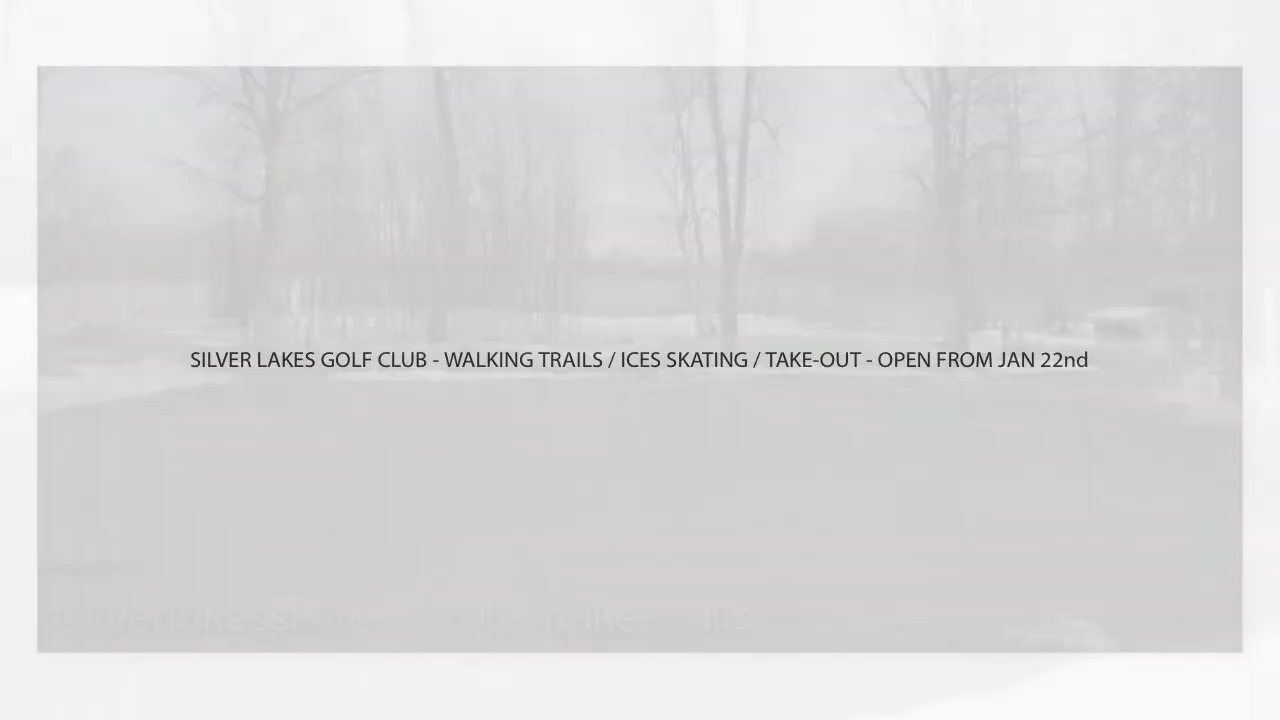 SILVER LAKES GOLF CLUB - WALKING TRAILS / ICES SKATING / TAKE-OUT - OPEN FROM JAN 22nd